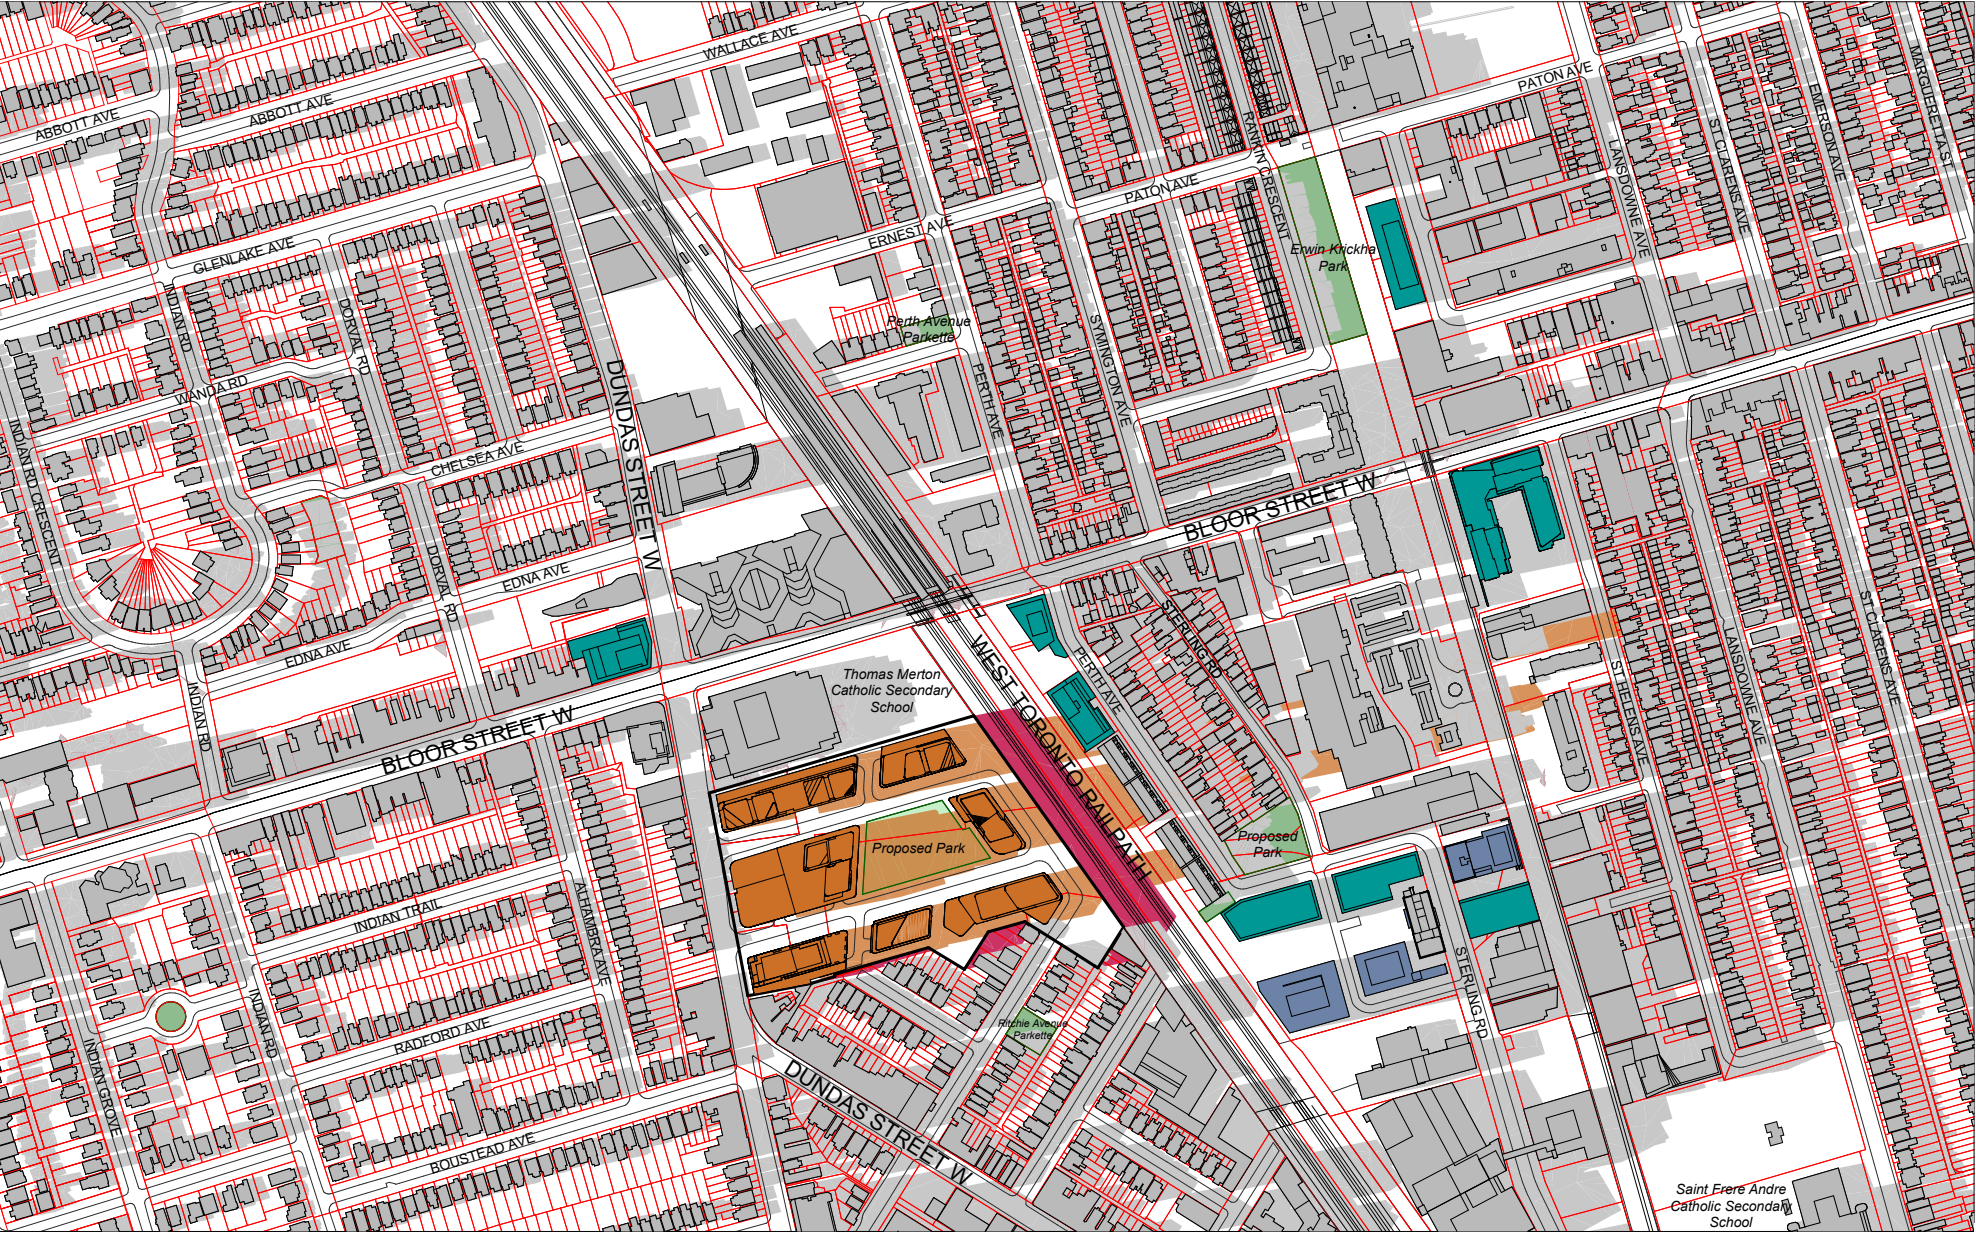 WALLACE AVE
PATON AVE
MARGUERETTA ST
EMERSON AVE
ABBOTT AVE
ABBOTT AVE
RANKIN CRESCENT
ST CLARENS AVE
LANSDOWNE AVE
PATON AVE
GLENLAKE AVE
ERNEST AVE
Erwin Krickha
Park
INDIAN RD
DORVAL RD
Perth Avenue
Parkette
SYMINGTON AVE
WANDA RD
DUNDAS STREET W
PERTH AVE
INDIAN RD CRESCENT
CHELSEA AVE
BLOOR STREET W
DORVAL RD
EDNA AVE
EDNA AVE
STERLING RD
ST CLARENS AVE
LANSDOWNE AVE
ST HELENS AVE
PERTH AVE
WEST TORONTO RAILPATH
Thomas Merton
Catholic Secondary
School
INDIAN RD
BLOOR STREET W
Proposed Park
Proposed
Park
INDIAN TRAIL
ALHAMBRA AVE
STERLING RD
INDIAN RD
RADFORD AVE
Ritchie Avenue
Parkette
INDIAN GROVE
DUNDAS STREET W
BOUSTEAD AVE
Saint Frere Andre
Catholic Secondary
School